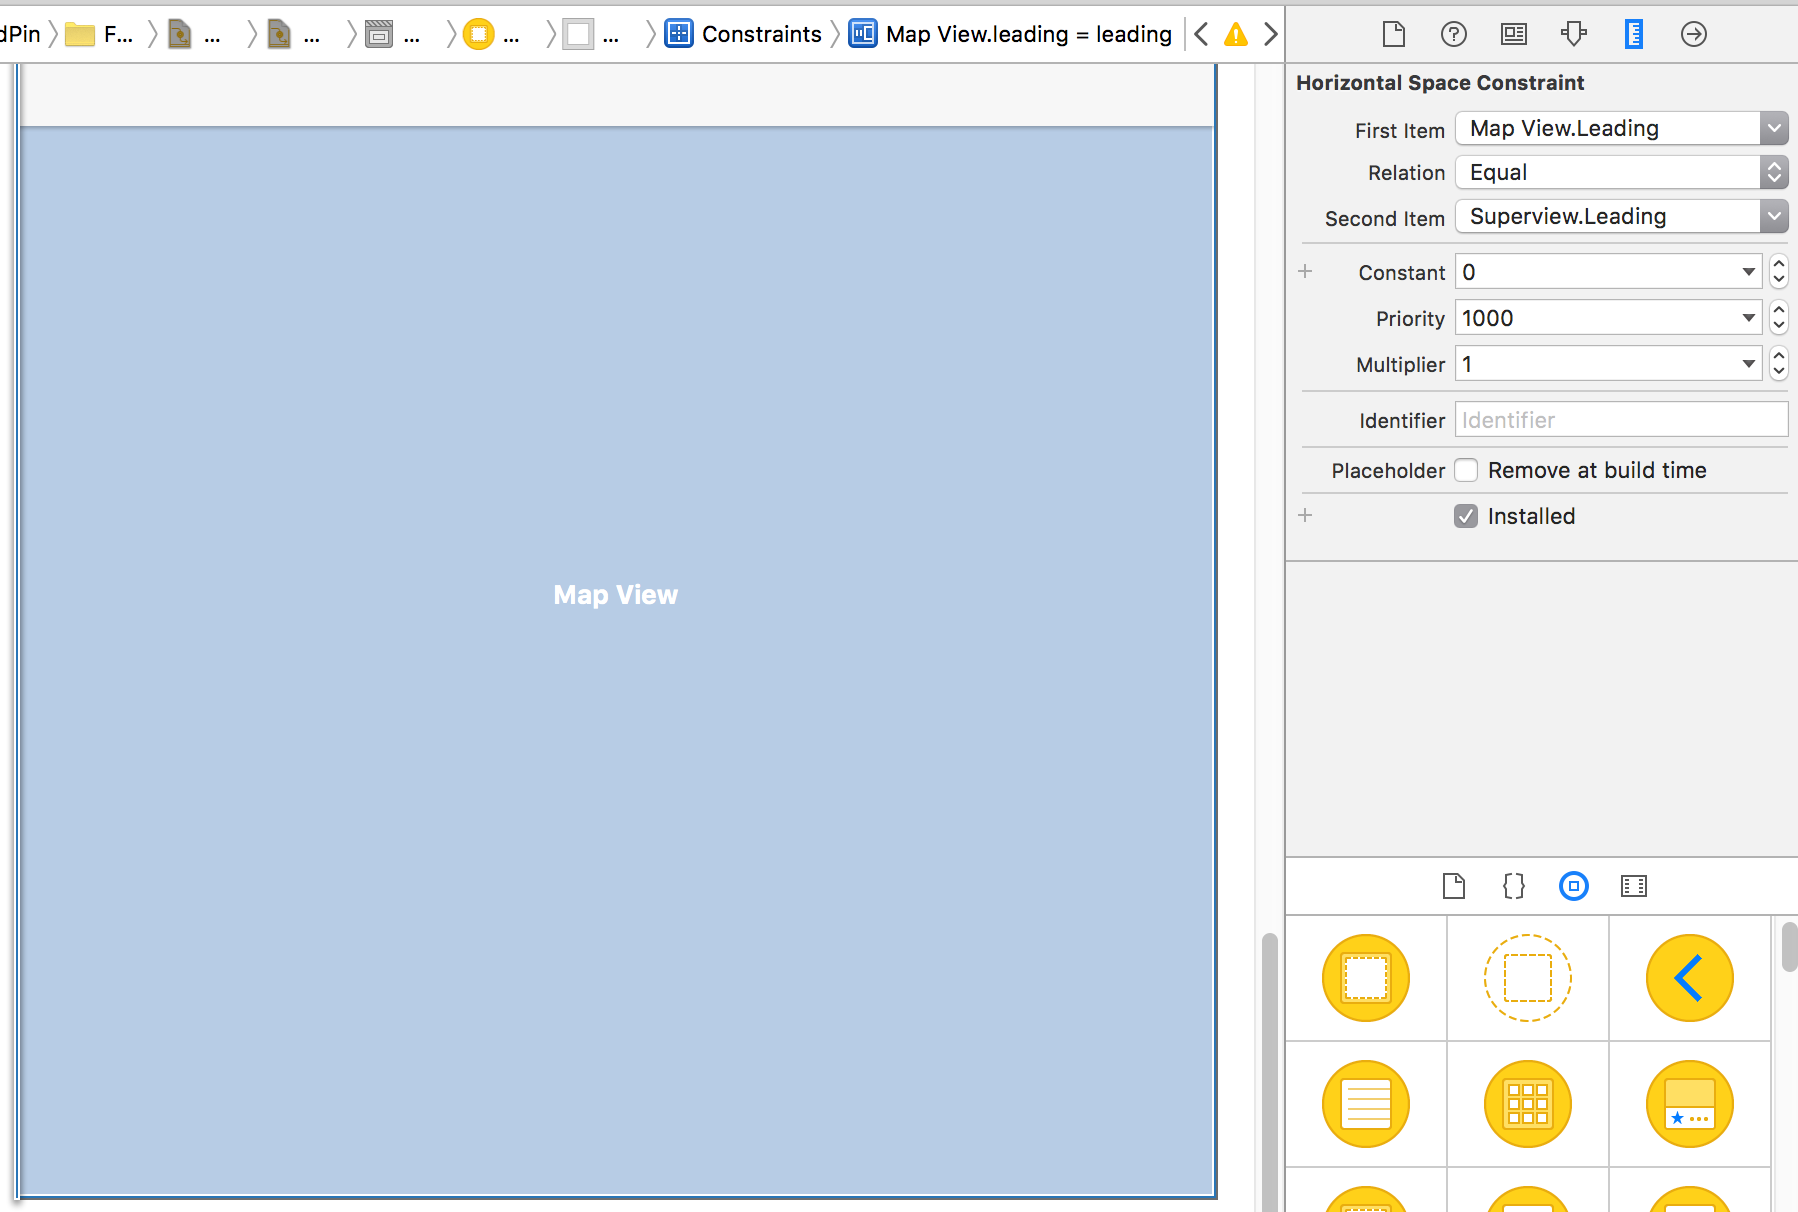 dPin F... ... ... ... ... ... Constraints Map View.leading = leading
Horizontal Space Constraint
First Item Map View.Leading
Relation Equal
Second Item Superview.Leading
+ Constant 0
Priority 1000
Multiplier 1
Identifier Identifier
Placeholder Remove at build time
+ Installed
Map View